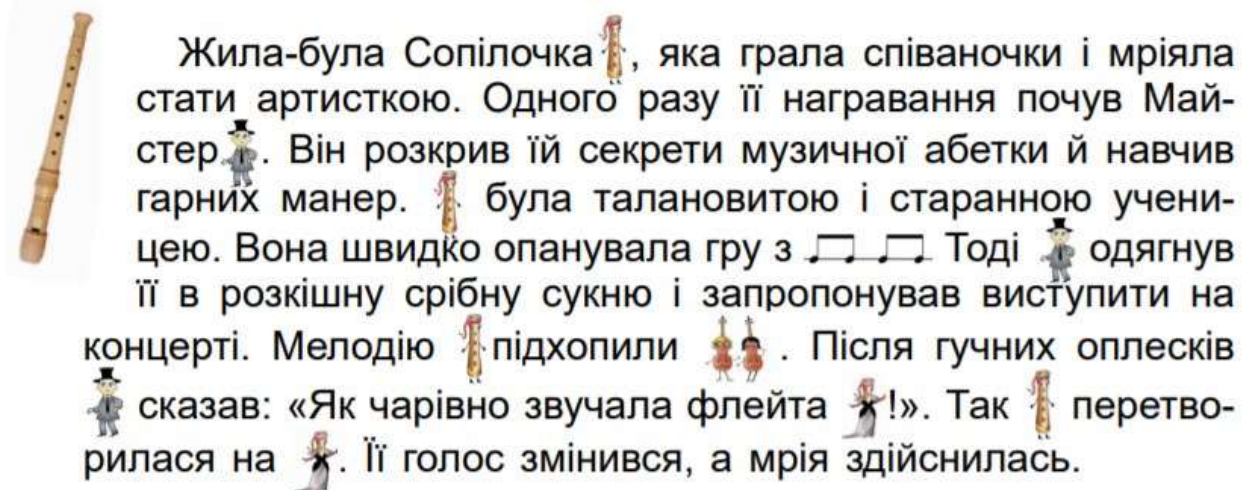 Жила-була Сопілочка, яка грала співаночки і мріяла
стати артисткою. Одного разу її награвання почув Май-
стер. Він розкрив їй секрети музичної абетки й навчив
гарних манер. була талановитою і старанною учени-
цею. Вона швидко опанувала гру з Тоді одягнув
її в розкішну срібну сукню і запропонував виступити на
концерті. Мелодію підхопили . Після гучних оплесків
сказав: «Як чарівно звучала флейта !». Так перетво-
рилася на . Її голос змінився, а мрія здійснилась.